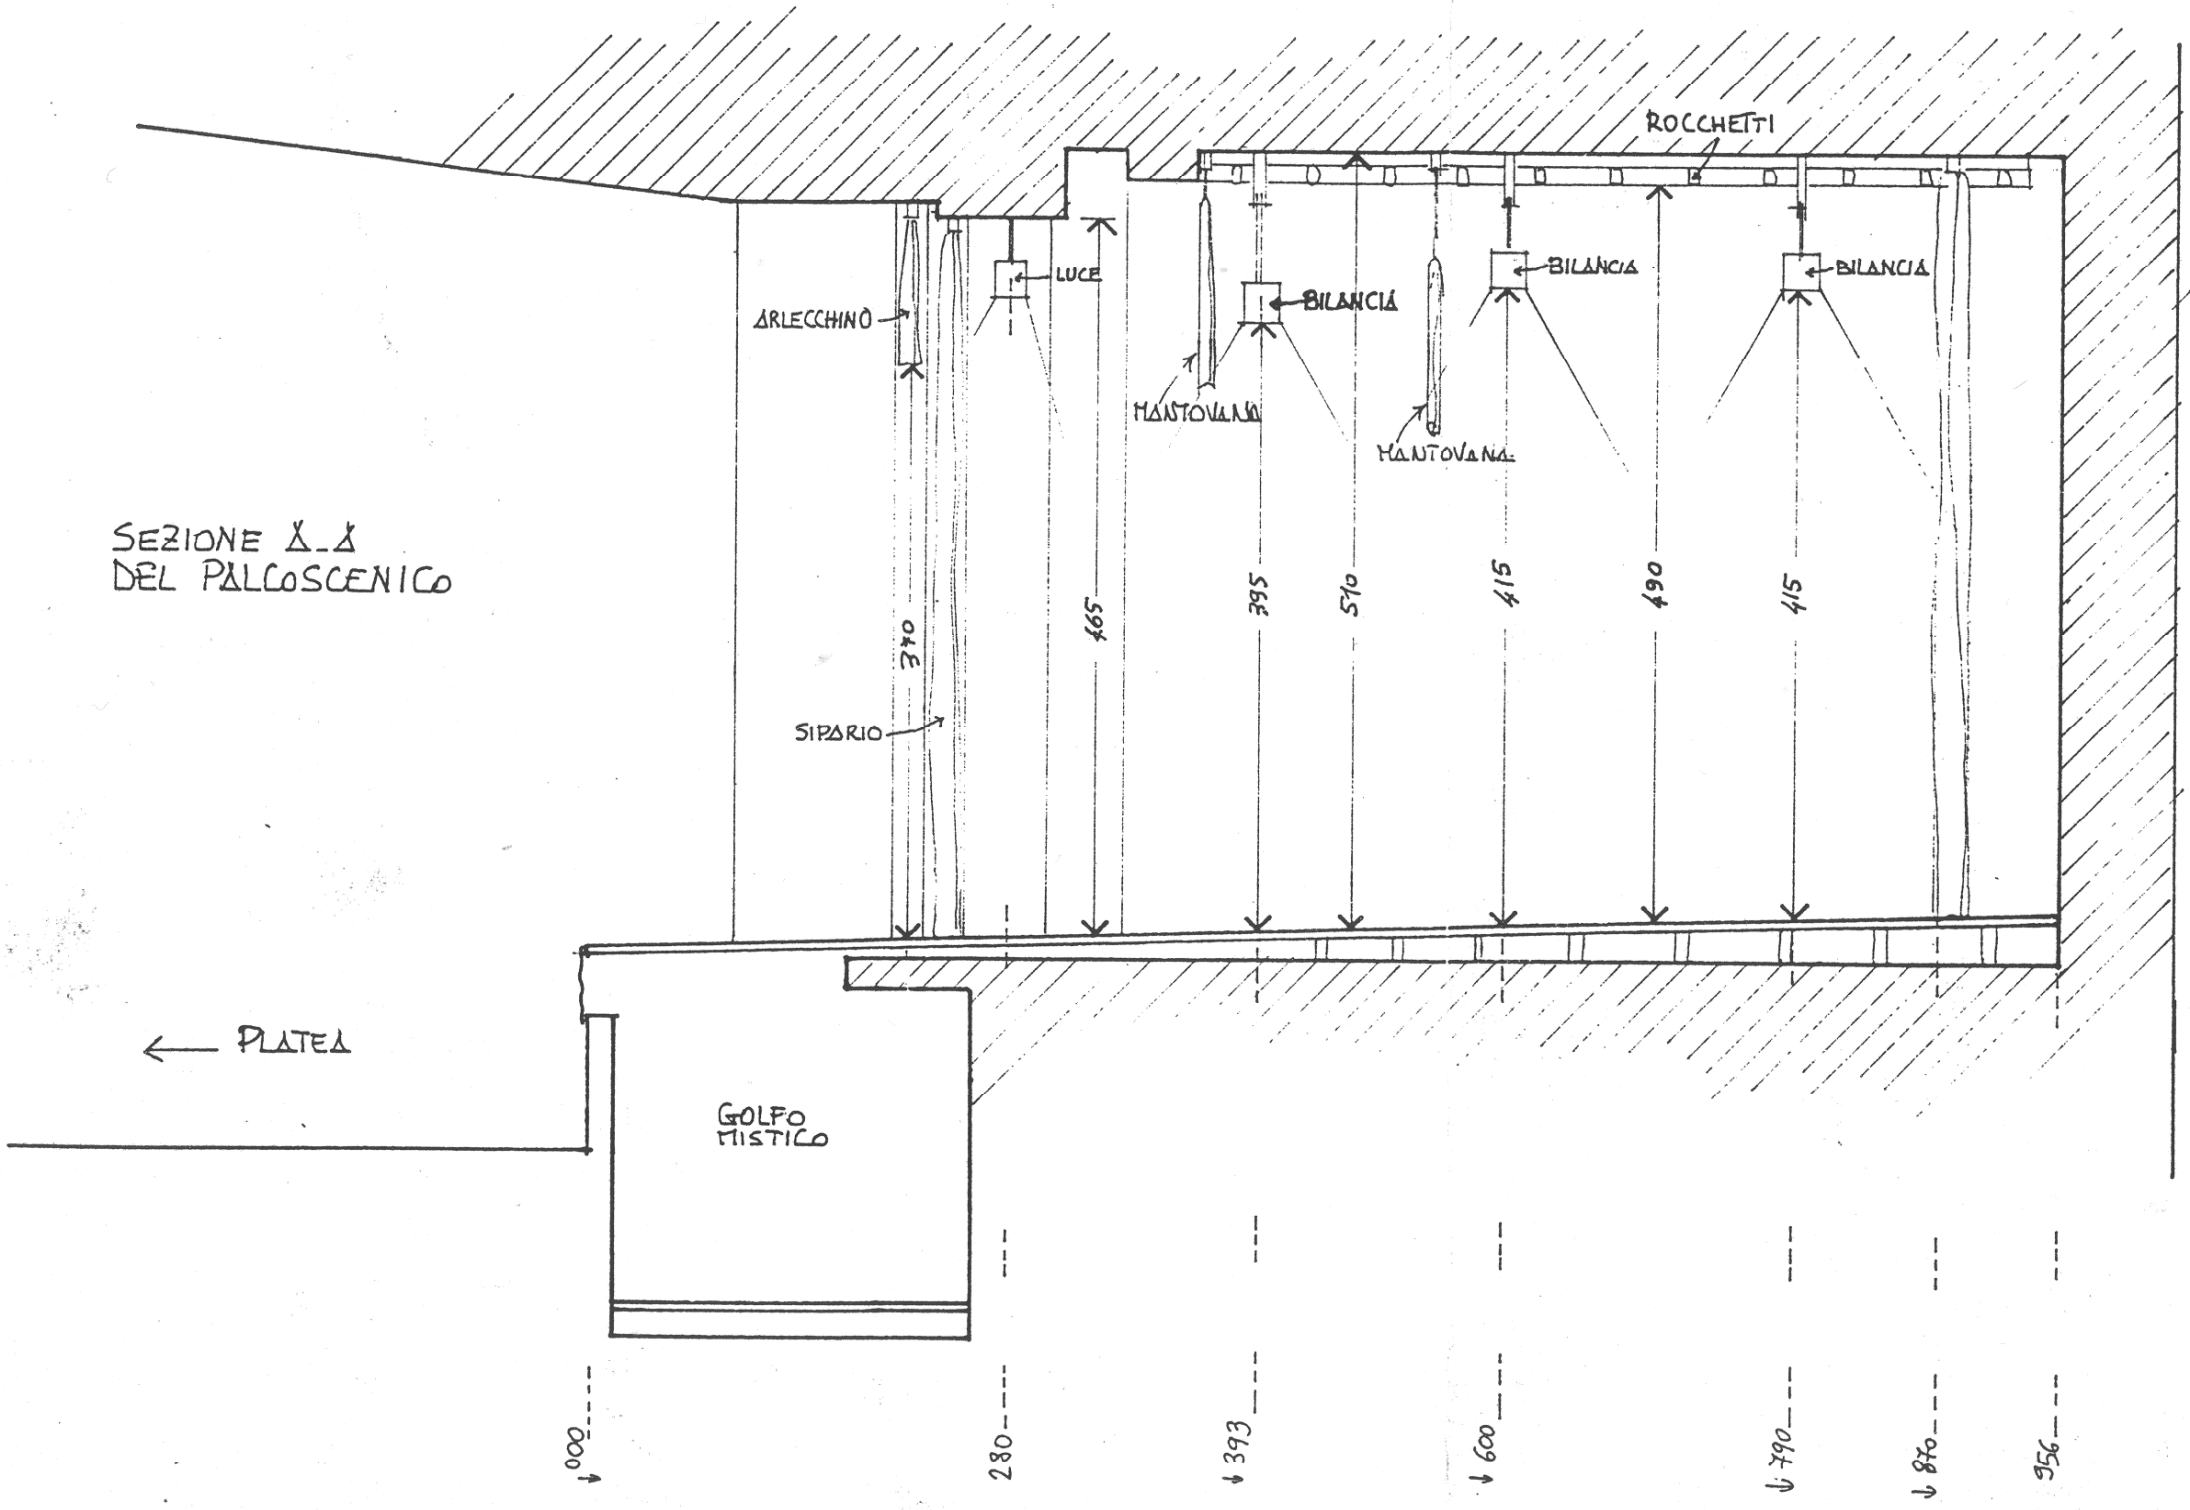 ROCCHETTI
LUCE
ARLECCHINO
BILANCIA
BILANCIA
BILANCIA
MANTOVANA
MANTOVANA
SEZIONE A-A
DEL PALCOSCENICO
370
465
395
510
415
490
415
SIPARIO
← PLATEA
GOLFO
MISTICO
↓ 000
280
↓ 393
↓ 600
↓ 790
↓ 870
956